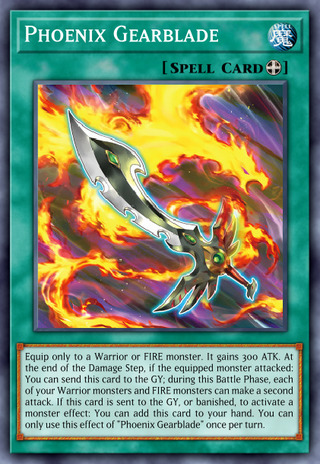 Phoenix Gearblade
魔
[Spell Card]
Equip only to a Warrior or FIRE monster. It gains 300 ATK. At
the end of the Damage Step, if the equipped monster attacked:
You can send this card to the GY; during this Battle Phase, each
of your Warrior monsters and FIRE monsters can make a second
attack. If this card is sent to the GY, or banished, to activate a
monster effect: You can add this card to your hand. You can
only use this effect of "Phoenix Gearblade" once per turn.